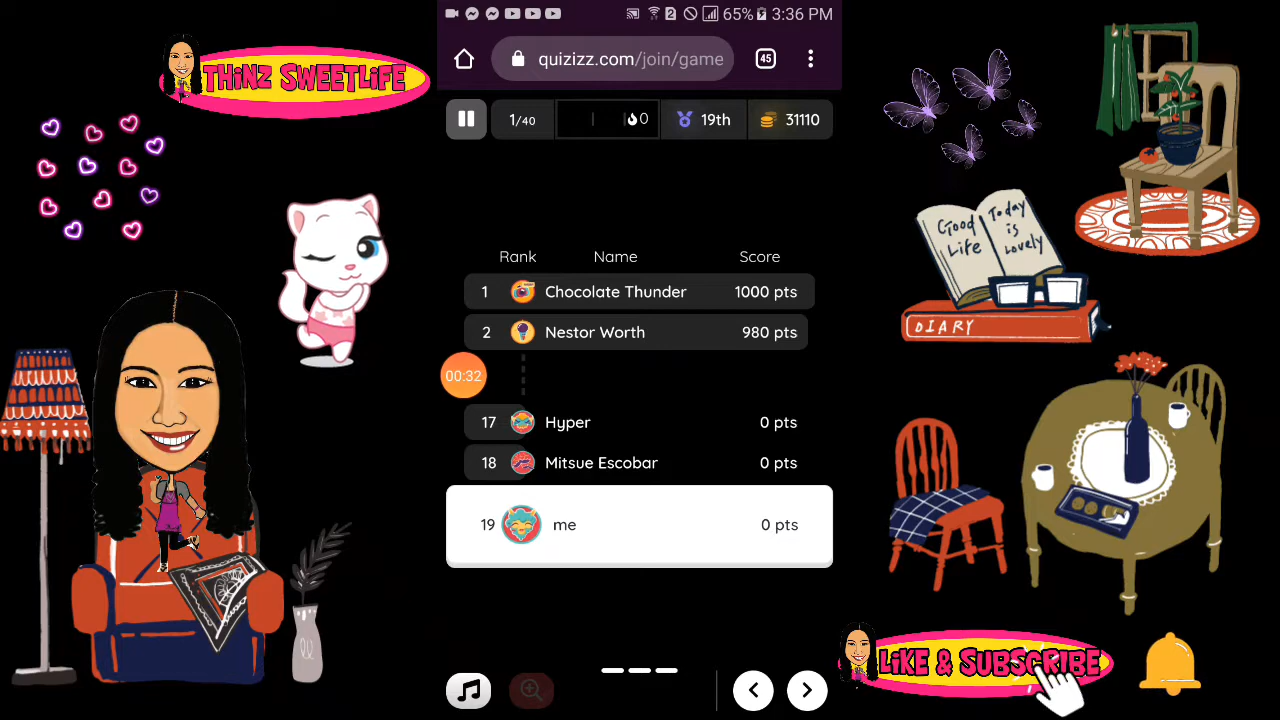 THiNZ SWEETLIFE
2 65% 3:36 PM
quizizz.com/join/game
45
1/40
0
19th
31110
Rank Name Score
1 Chocolate Thunder 1000 pts
2 Nestor Worth 980 pts
00:32
17 Hyper 0 pts
18 Mitsue Escobar 0 pts
19 me 0 pts
Good Life
Today is Lovely
DIARY
LiKE & SUBSCRIBE